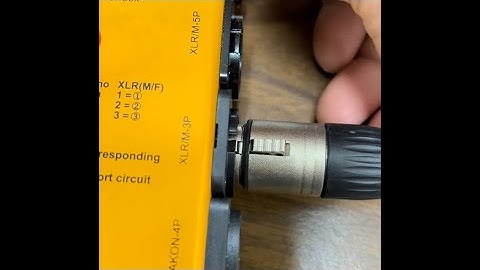 XLR/M-5P
no XLR(M/F)
1 = ①
2 = ②
3 = ③
XLR/M-3P
responding
ort circuit
AKON-4P